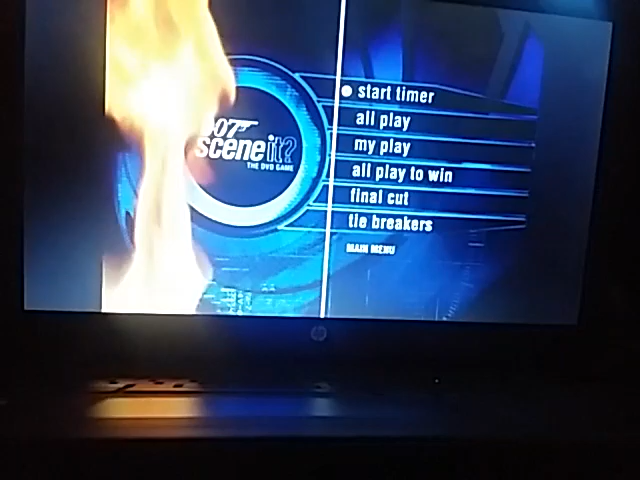 007
scene it?
THE DVD GAME
start timer
all play
my play
all play to win
final cut
tie breakers
MAIN MENU
hp